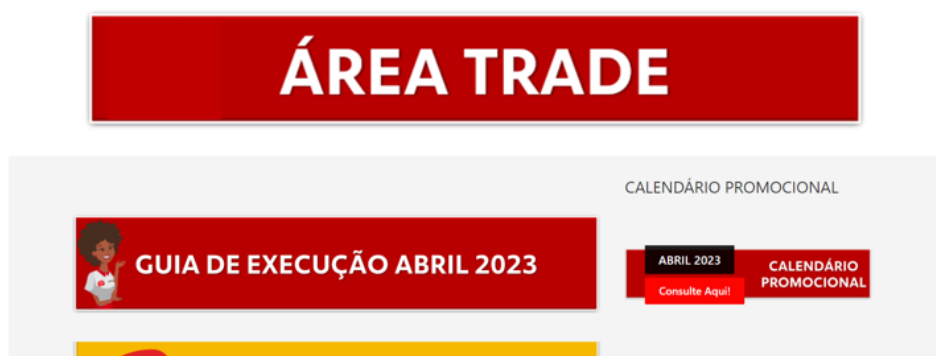 ÁREA TRADE
CALENDÁRIO PROMOCIONAL
GUIA DE EXECUÇÃO ABRIL 2023
ABRIL 2023
Consulte Aqui!
CALENDÁRIO
PROMOCIONAL